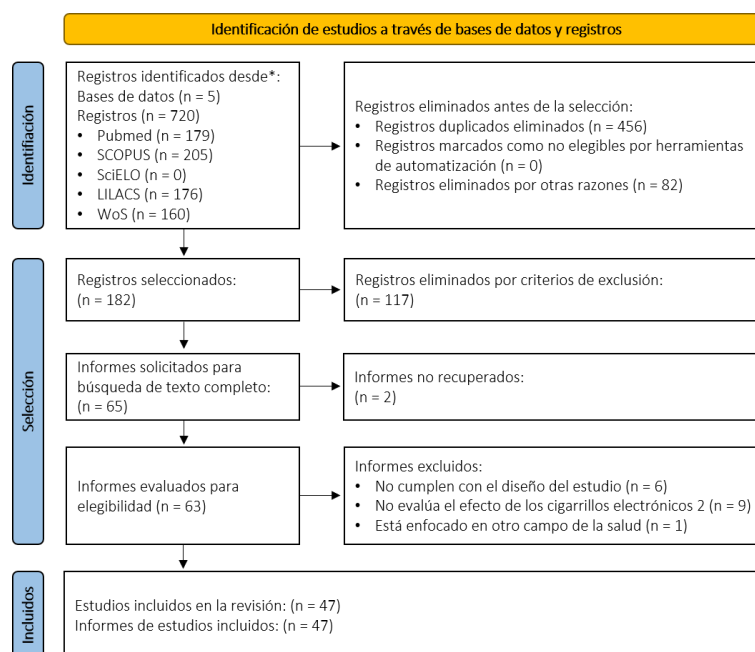 Identificación de estudios a través de bases de datos y registros
Identifiación
Registros identificados desde*:
Bases de datos (n = 5)
Registros (n = 720)
• Pubmed (n = 179)
• SCOPUS (n = 205)
• SciELO (n = 0)
• LILACS (n = 176)
• WoS (n = 160)
Registros eliminados antes de la selección:
• Registros duplicados eliminados (n = 456)
• Registros marcados como no elegibles por herramientas
de automatización (n = 0)
• Registros eliminados por otras razones (n = 82)
Selección
Registros seleccionados:
(n = 182)
Registros eliminados por criterios de exclusión:
(n = 117)
Informes solicitados para
búsqueda de texto completo:
(n = 65)
Informes no recuperados:
(n = 2)
Informes evaluados para
elegibilidad (n = 63)
Informes excluidos:
• No cumplen con el diseño del estudio (n = 6)
• No evalúa el efecto de los cigarrillos electrónicos 2 (n = 9)
• Está enfocado en otro campo de la salud (n = 1)
Incluidos
Estudios incluidos en la revisión: (n = 47)
Informes de estudios incluidos: (n = 47)